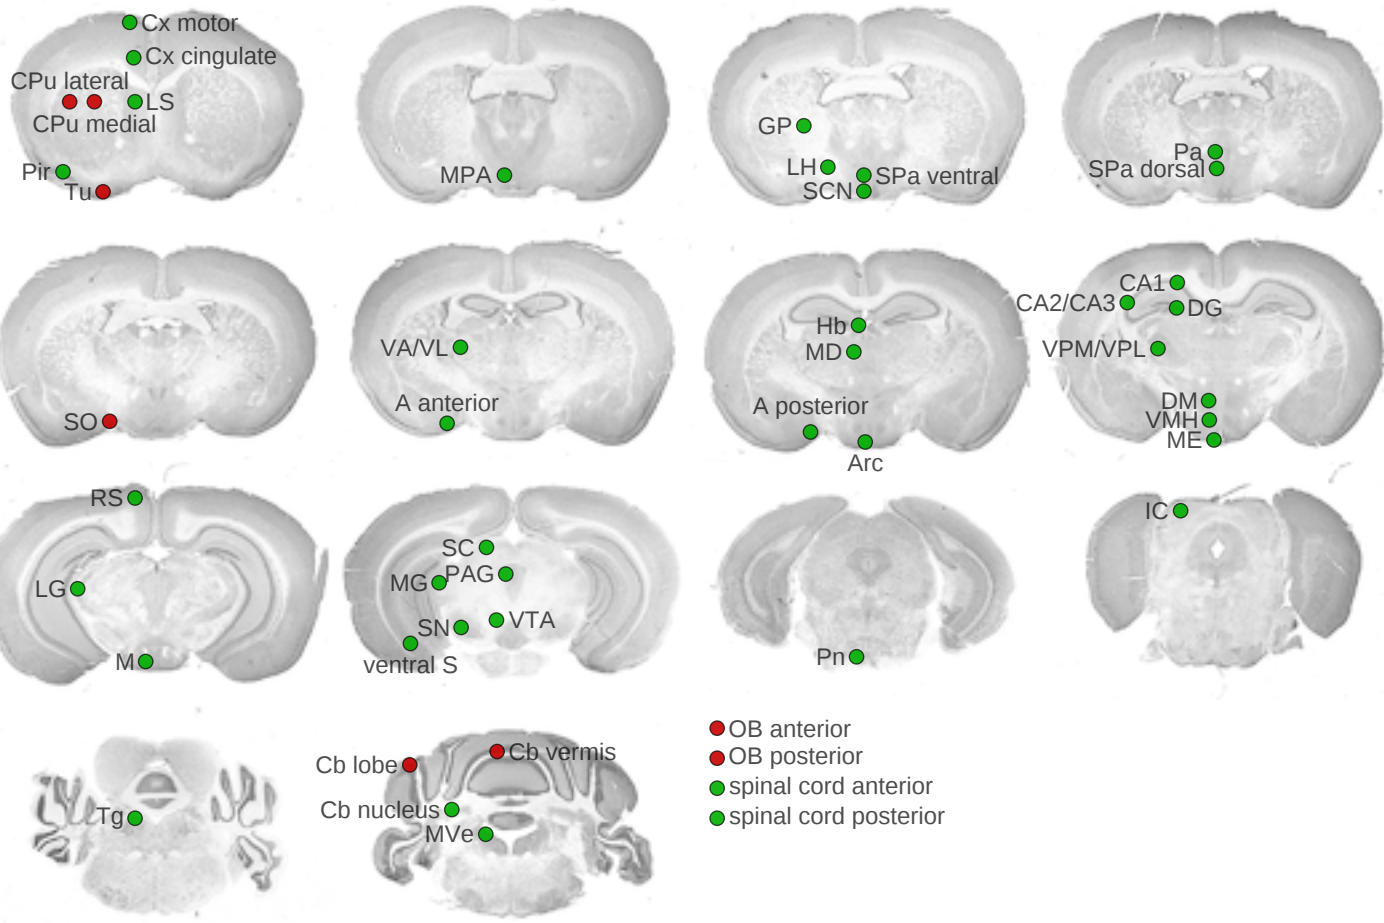 Cx motor
Cx cingulate
CPu lateral
LS
CPu medial
Pir
Tu
MPA
GP
LH
SPa ventral
SCN
Pa
SPa dorsal
SO
VA/VL
A anterior
Hb
MD
A posterior
Arc
CA1
CA2/CA3
DG
VPM/VPL
DM
VMH
ME
RS
LG
M
SC
MG
PAG
SN
VTA
ventral S
Pn
IC
Tg
Cb lobe
Cb vermis
Cb nucleus
MVe
OB anterior
OB posterior
spinal cord anterior
spinal cord posterior